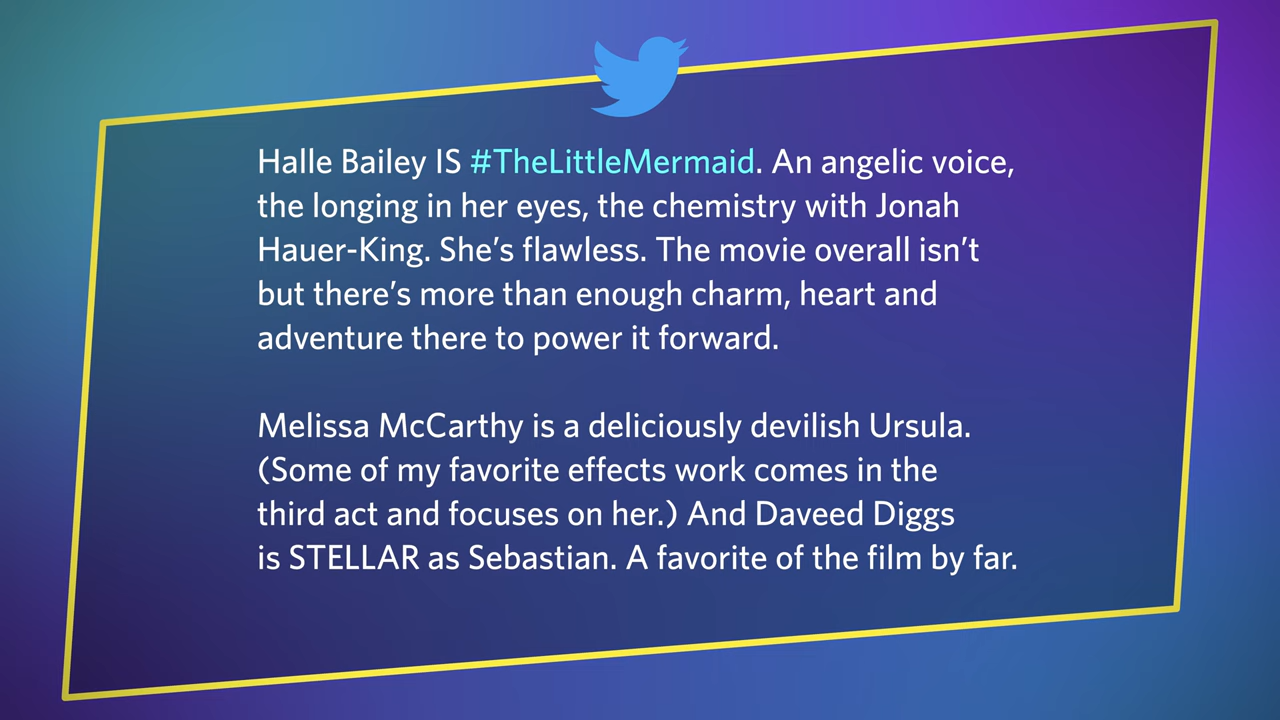 Halle Bailey IS #TheLittleMermaid. An angelic voice,
the longing in her eyes, the chemistry with Jonah
Hauer-King. She’s flawless. The movie overall isn’t
but there’s more than enough charm, heart and
adventure there to power it forward.
Melissa McCarthy is a deliciously devilish Ursula.
(Some of my favorite effects work comes in the
third act and focuses on her.) And Daveed Diggs
is STELLAR as Sebastian. A favorite of the film by far.